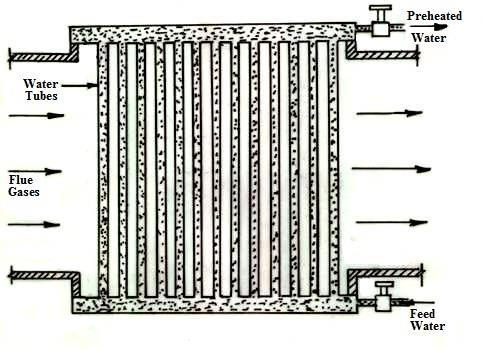 Preheated
Water
Water
Tubes
Flue
Gases
Feed
Water